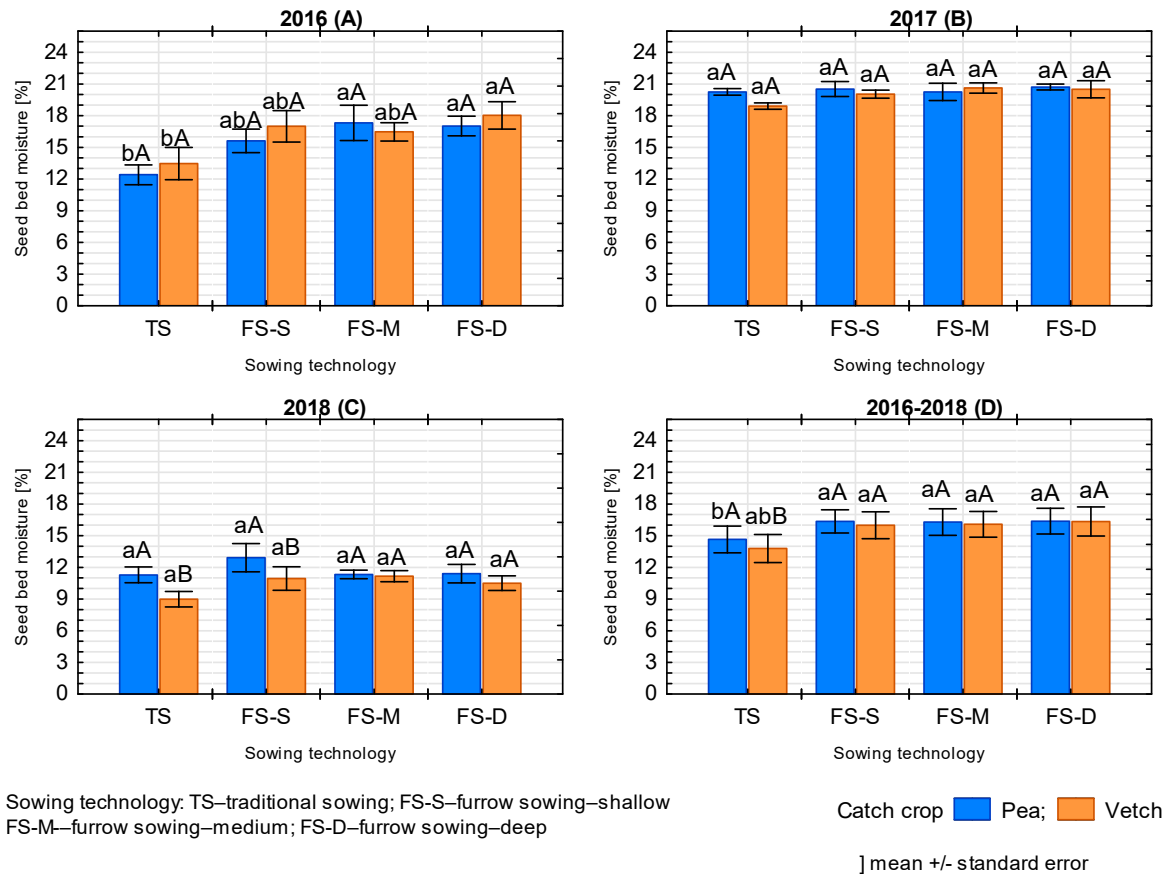 2016 (A)
Seed bed moisture [%]
24
21
18
15
12
9
6
3
0
bA bA abA abA aA abA aA aA
TS FS-S FS-M FS-D
Sowing technology
2017 (B)
Seed bed moisture [%]
24
21
18
15
12
9
6
3
0
aA aA aA aA aA aA aA aA
TS FS-S FS-M FS-D
Sowing technology
2018 (C)
Seed bed moisture [%]
24
21
18
15
12
9
6
3
0
aA aB aA aB aA aA aA aA
TS FS-S FS-M FS-D
Sowing technology
2016-2018 (D)
Seed bed moisture [%]
24
21
18
15
12
9
6
3
0
bA abB aA aA aA aA aA aA
TS FS-S FS-M FS-D
Sowing technology
Sowing technology: TS–traditional sowing; FS-S–furrow sowing–shallow
FS-M-–furrow sowing–medium; FS-D–furrow sowing–deep
Catch crop Pea; Vetch
] mean +/- standard error